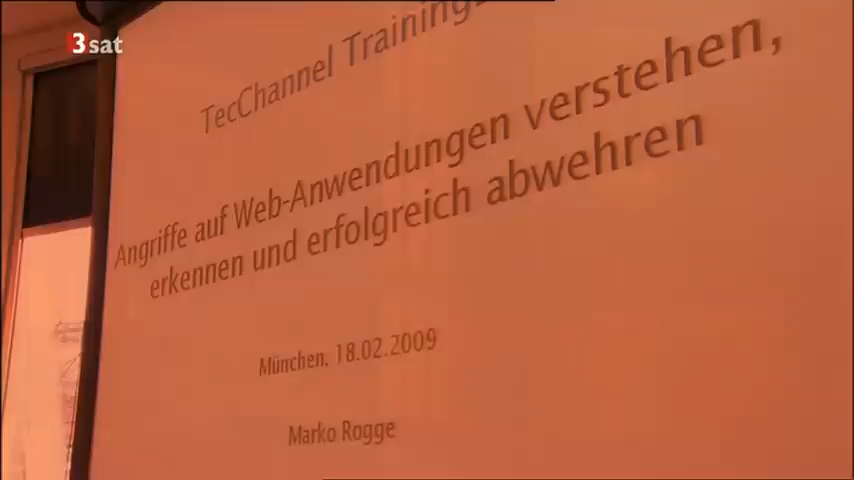 3sat
TecChannel Training
Angriffe auf Web-Anwendungen verstehen,
erkennen und erfolgreich abwehren
München, 18.02.2009
Marko Rogge